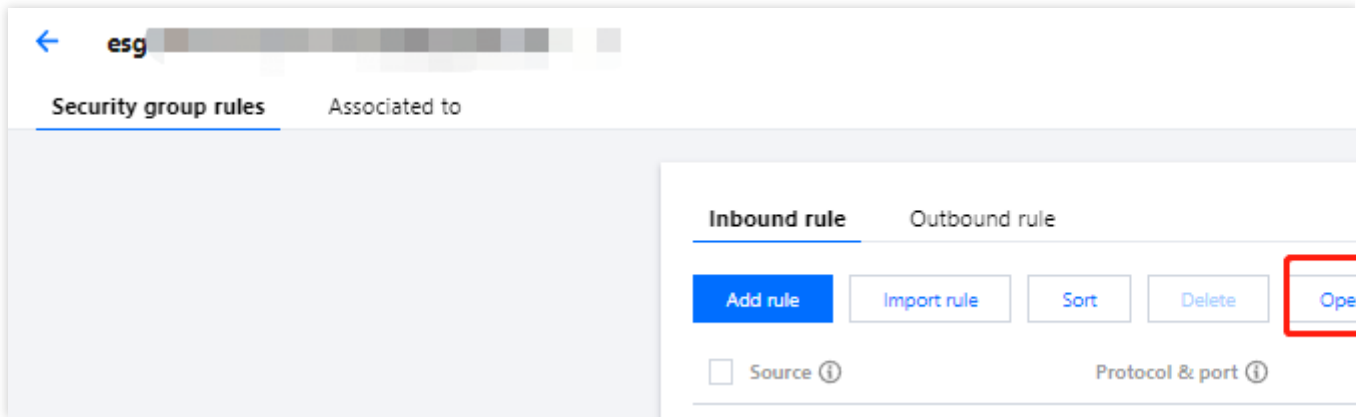 esg
Security group rules Associated to
Inbound rule Outbound rule
Add rule Import rule Sort Delete Ope
Source Protocol & port